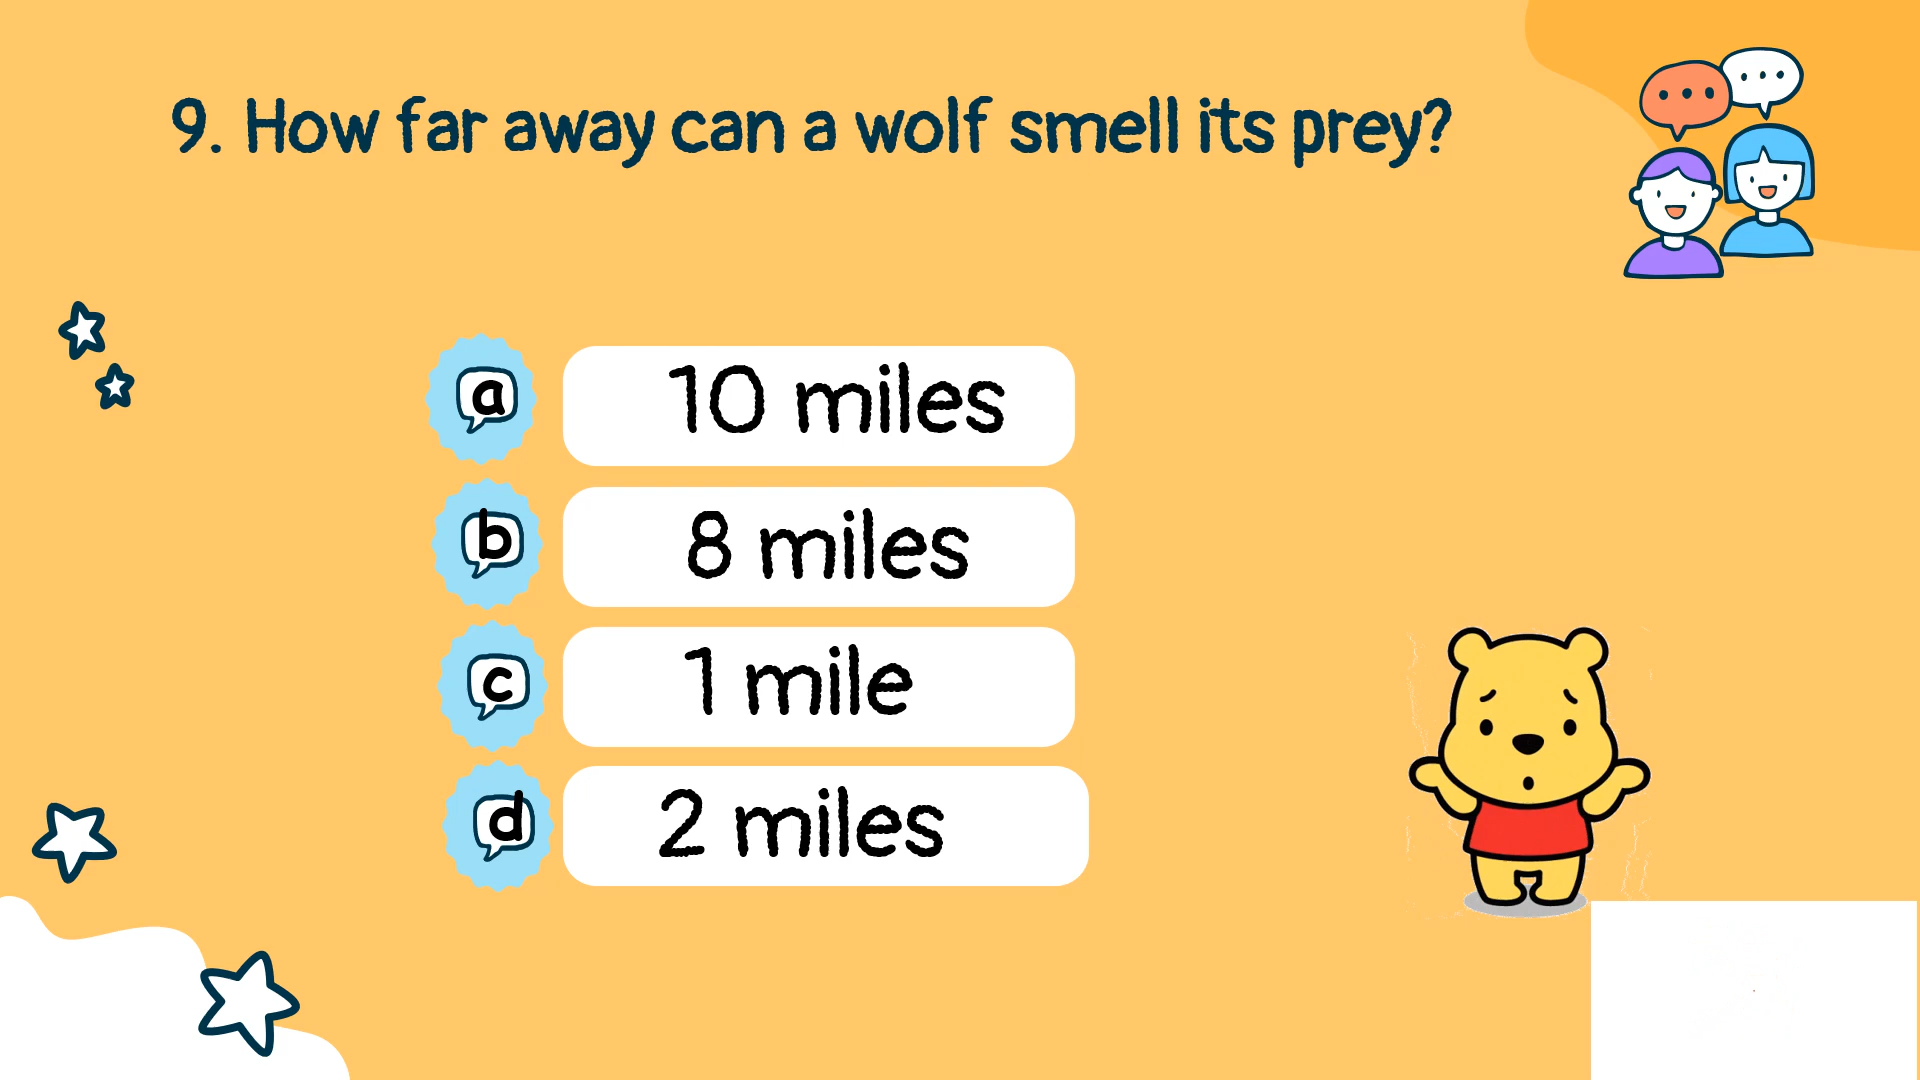 9. How far away can a wolf smell its prey?
a 10 miles
b 8 miles
c 1 mile
d 2 miles